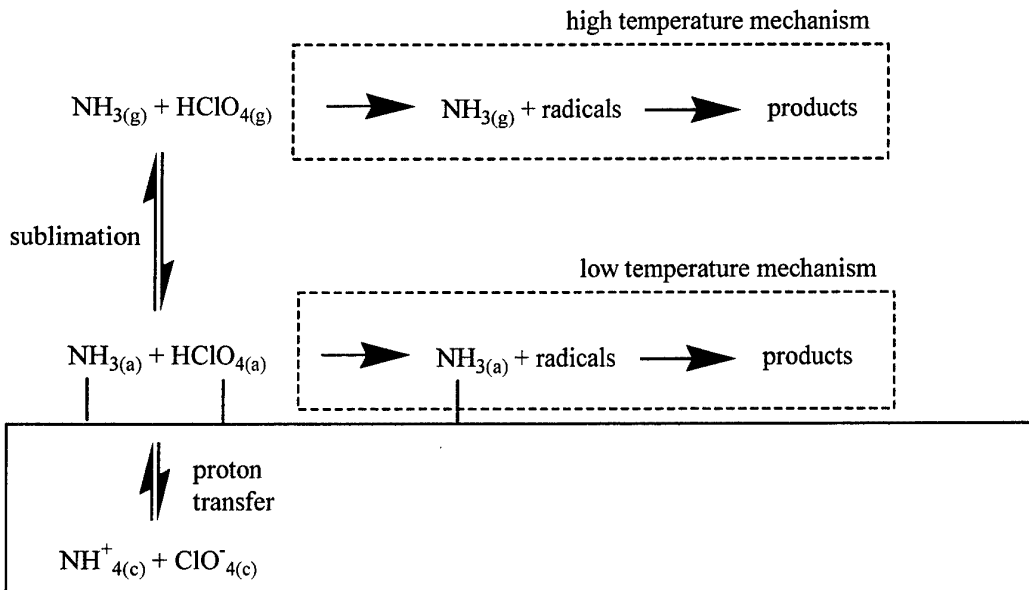 high temperature mechanism
NH3(g) + HClO4(g) NH3(g) + radicals products
sublimation
low temperature mechanism
NH3(a) + HClO4(a) NH3(a) + radicals products
proton
transfer
NH+4(c) + ClO-4(c)